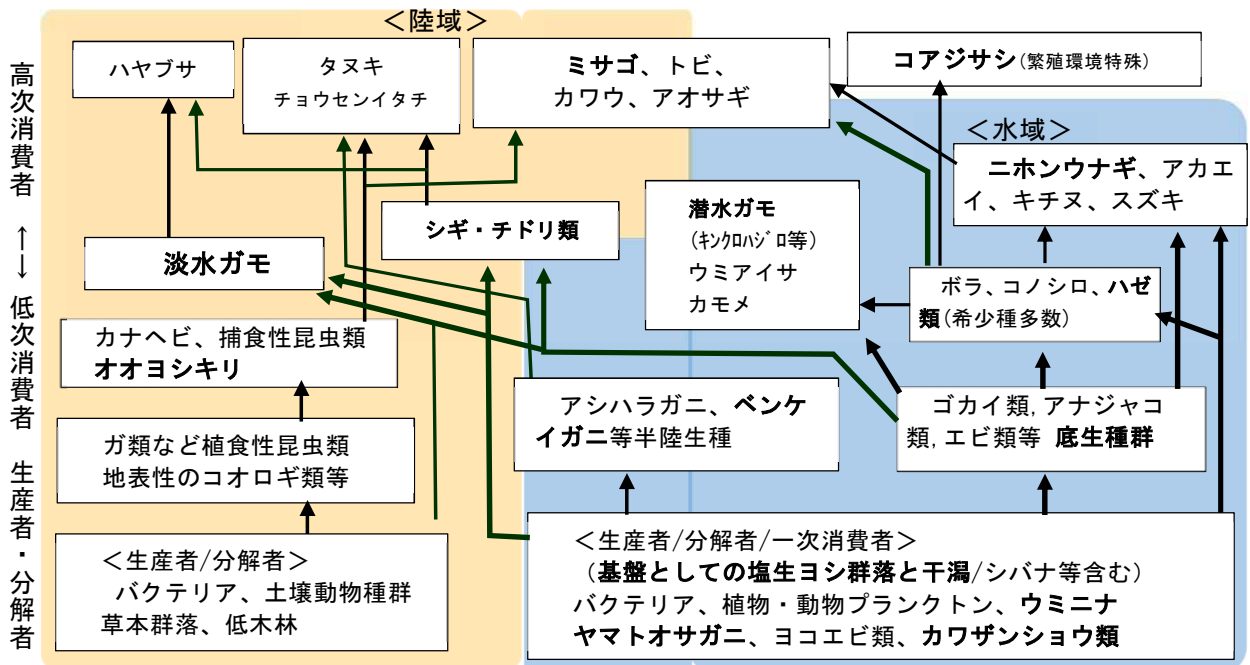 ＜陸域＞
ハヤブサ
タヌキ
チョウセンイタチ
ミサゴ、トビ、
カワウ、アオサギ
コアジサシ(繁殖環境特殊)
＜水域＞
ニホンウナギ、アカエ
イ、キチヌ、スズキ
潜水ガモ
(ｷﾝｸﾛﾊｼﾞﾛ等)
ウミアイサ
カモメ
シギ・チドリ類
淡水ガモ
ボラ、コノシロ、ハゼ
類(希少種多数)
カナヘビ、捕食性昆虫類
オオヨシキリ
アシハラガニ、ベンケ
イガニ等半陸生種
ゴカイ類,アナジャコ
類,エビ類等 底生種群
ガ類など植食性昆虫類
地表性のコオロギ類等
＜生産者/分解者＞
バクテリア、土壌動物種群
草本群落、低木林
＜生産者/分解者/一次消費者＞
（基盤としての塩生ヨシ群落と干潟/シバナ等含む）
バクテリア、植物・動物プランクトン、ウミニナ
ヤマトオサガニ、ヨコエビ類、カワザンショウ類
高次消費者 ←→ 低次消費者 生産者・分解者